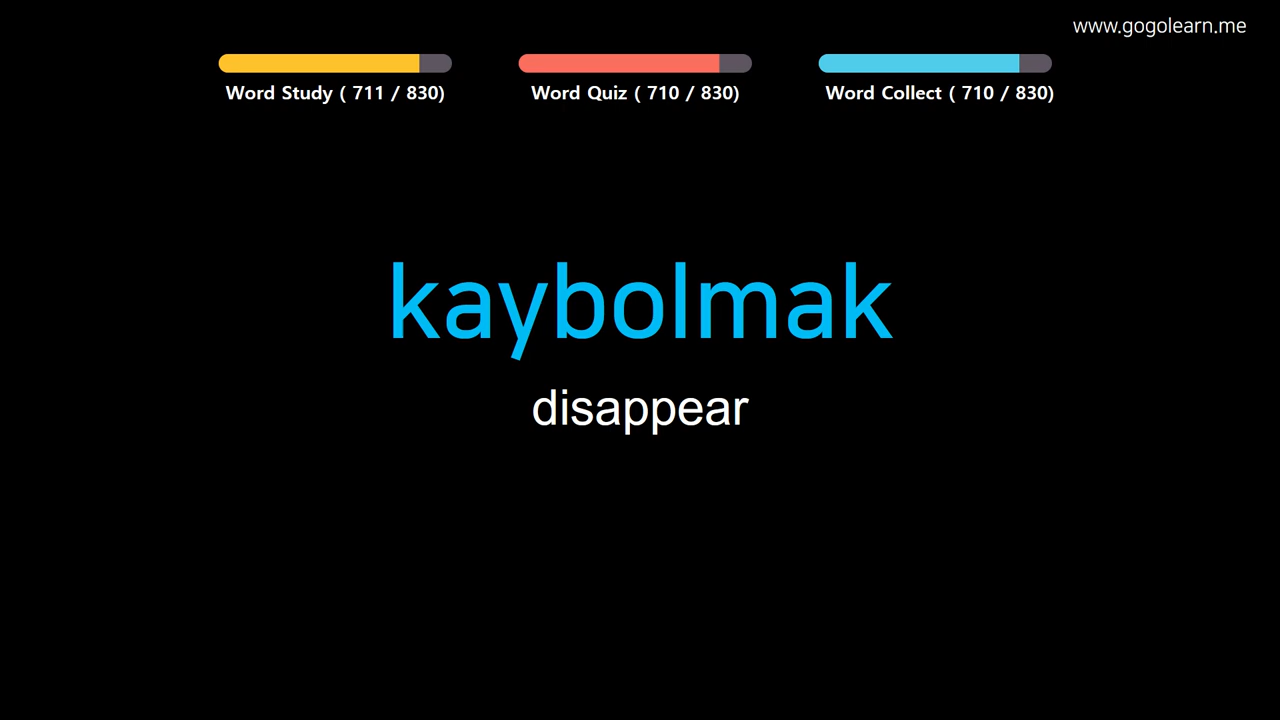 www.gogolearn.me
Word Study ( 711 / 830)
Word Quiz ( 710 / 830)
Word Collect ( 710 / 830)
kaybolmak
disappear